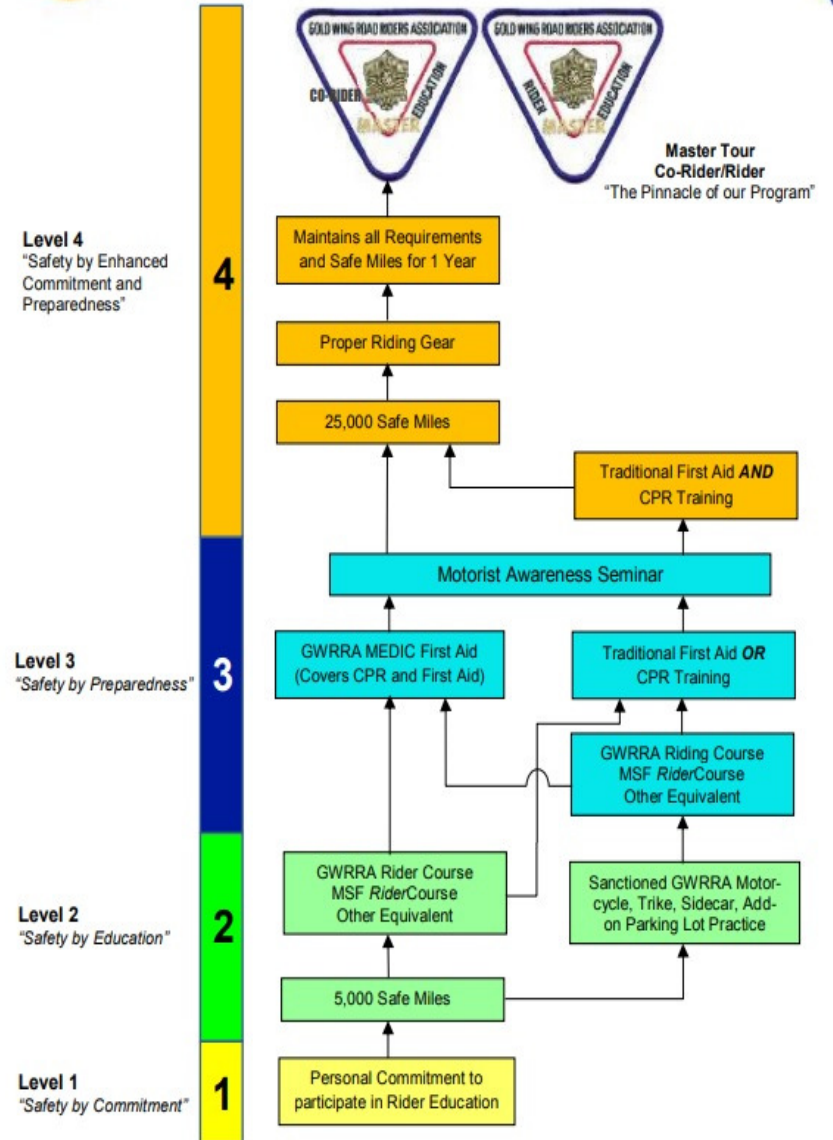 GOLD WING ROAD RIDERS ASSOCIATION
CO-RIDER
EDUCATION
MASTER
GOLD WING ROAD RIDERS ASSOCIATION
RIDER
EDUCATION
MASTER
Master Tour
Co-Rider/Rider
“The Pinnacle of our Program”
Level 4
“Safety by Enhanced
Commitment and
Preparedness”
4
Maintains all Requirements
and Safe Miles for 1 Year
Proper Riding Gear
25,000 Safe Miles
Traditional First Aid AND
CPR Training
Motorist Awareness Seminar
Level 3
“Safety by Preparedness”
3
GWRRA MEDIC First Aid
(Covers CPR and First Aid)
Traditional First Aid OR
CPR Training
GWRRA Riding Course
MSF RiderCourse
Other Equivalent
Level 2
“Safety by Education”
2
GWRRA Rider Course
MSF RiderCourse
Other Equivalent
Sanctioned GWRRA Motor-
cycle, Trike, Sidecar, Add-
on Parking Lot Practice
5,000 Safe Miles
Level 1
“Safety by Commitment”
1
Personal Commitment to
participate in Rider Education